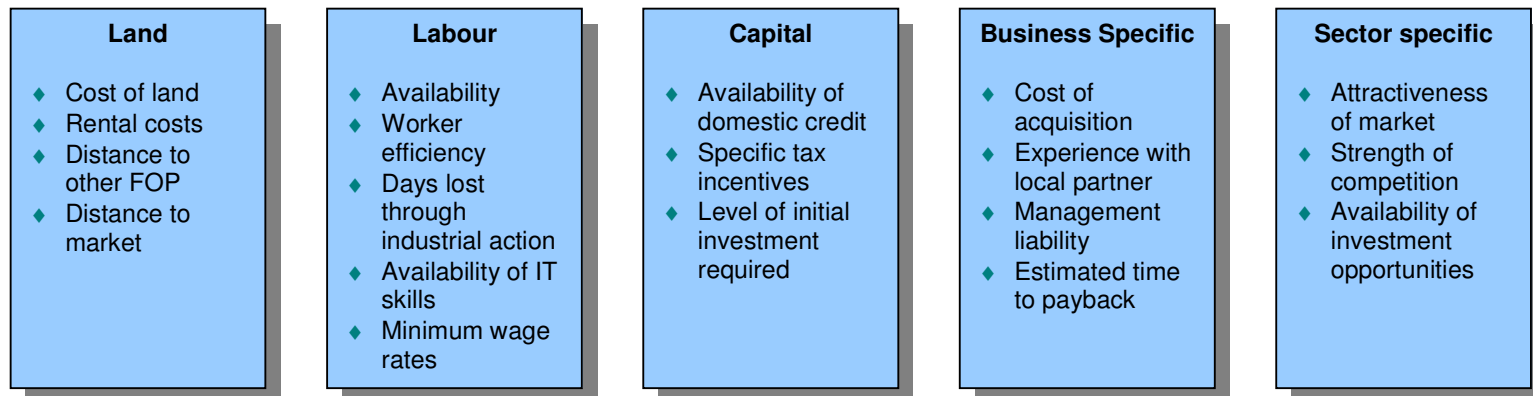 Land
Cost of land
Rental costs
Distance to
other FOP
Distance to
market
Labour
Availability
Worker
efficiency
Days lost
through
industrial action
Availability of IT
skills
Minimum wage
rates
Capital
Availability of
domestic credit
Specific tax
incentives
Level of initial
investment
required
Business Specific
Cost of
acquisition
Experience with
local partner
Management
liability
Estimated time
to payback
Sector specific
Attractiveness
of market
Strength of
competition
Availability of
investment
opportunities